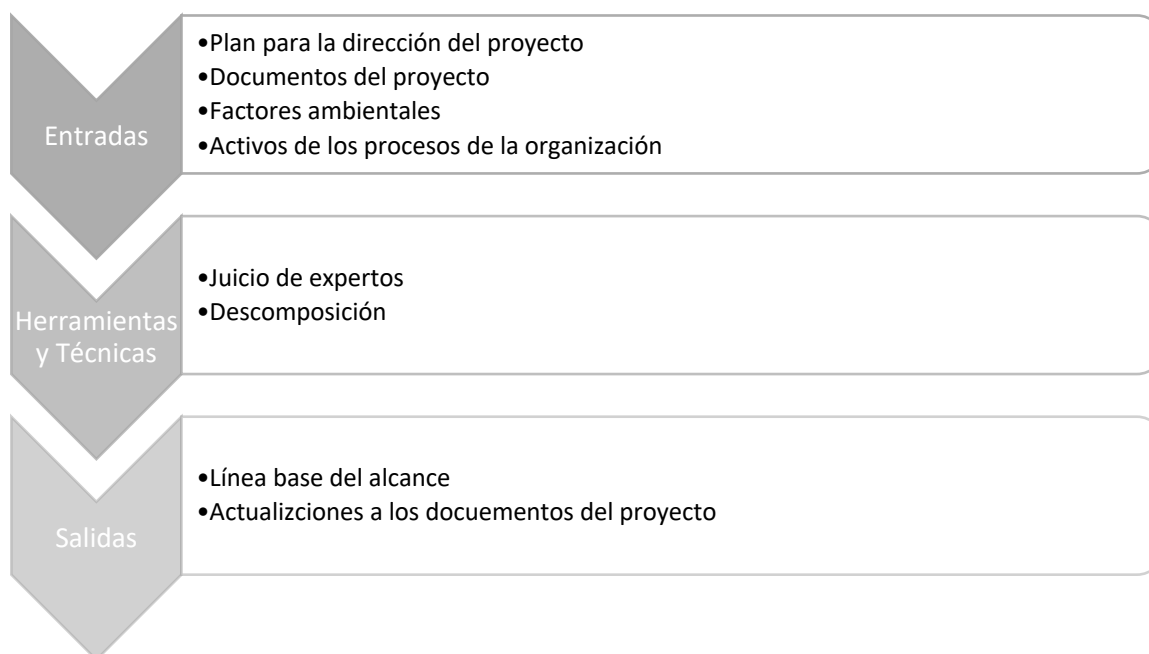 Entradas
•Plan para la dirección del proyecto
•Documentos del proyecto
•Factores ambientales
•Activos de los procesos de la organización
Herramientas
y Técnicas
•Juicio de expertos
•Descomposición
Salidas
•Línea base del alcance
•Actualizciones a los docuementos del proyecto